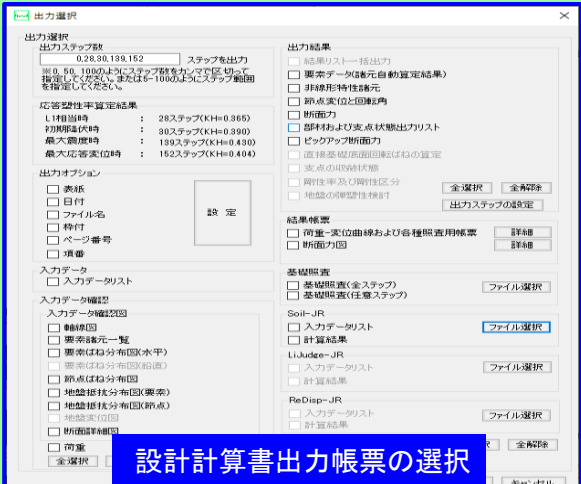 出力選択
出力選択
出力ステップ数
0,28,30,139,152
ステップを出力
※0, 50, 100のようにステップ数をカンマで区切って
指定してください。または5-100のようにステップ範囲
を指定してください。
応答塑性率算定結果
L1相当時 : 28ステップ(KH=0.365)
初期降伏時 : 30ステップ(KH=0.390)
最大震度時 : 139ステップ(KH=0.430)
最大応答変位時 : 152ステップ(KH=0.404)
出力オプション
表紙
日付
ファイル名
枠付
ページ番号
項番
設 定
入力データ
入力データリスト
入力データ確認
入力データ確認図
軸線図
要素諸元一覧
要素ばね分布図(水平)
要素ばね分布図(鉛直)
節点ばね分布図
地盤抵抗分布図(要素)
地盤抵抗分布図(節点)
地盤変位図
断面詳細図
荷重
全選択
出力結果
結果リスト一括出力
要素データ(諸元自動算定結果)
非線形特性諸元
節点変位と回転角
断面力
部材および支点状態出力リスト
ピックアップ断面力
直接基礎底面回転ばねの算定
支点の収斂状態
剛性率及び剛性区分
地盤の弾塑性検討
全選択
全解除
出力ステップの設定
結果帳票
荷重-変位曲線および各種照査用帳票
詳細
断面力図
詳細
基礎照査
基礎照査(全ステップ)
基礎照査(任意ステップ)
ファイル選択
Soil-JR
入力データリスト
ファイル選択
計算結果
LiJudge-JR
入力データリスト
ファイル選択
計算結果
ReDisp-JR
入力データリスト
ファイル選択
計算結果
全解除
キャンセル
設計計算書出力帳票の選択